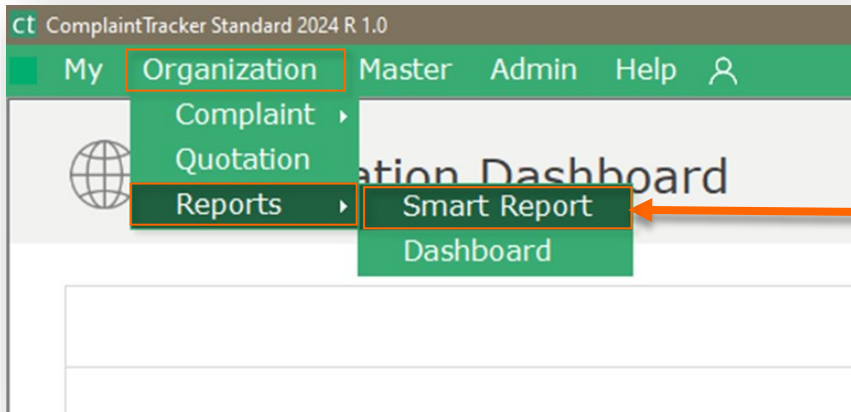 ct ComplaintTracker Standard 2024 R 1.0
My Organization Master Admin Help
Complaint
Quotation
ation Dashboard
Reports
Smart Report
Dashboard